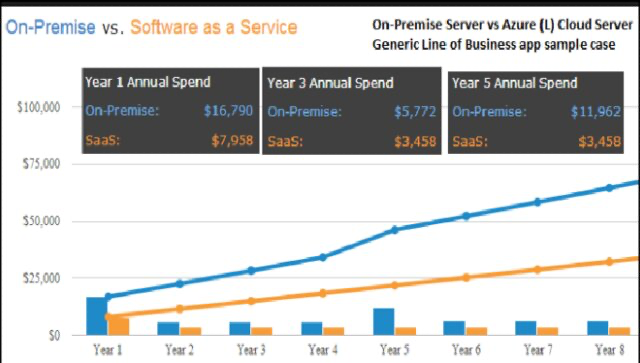 On-Premise vs. Software as a Service
On-Premise Server vs Azure (L) Cloud Server
Generic Line of Business app sample case
Year 1 Annual Spend
On-Premise: $16,790
SaaS: $7,958
Year 3 Annual Spend
On-Premise: $5,772
SaaS: $3,458
Year 5 Annual Spend
On-Premise: $11,962
SaaS: $3,458
$100,000
$75,000
$50,000
$25,000
$0
Year 1 Year 2 Year 3 Year 4 Year 5 Year 6 Year 7 Year 8